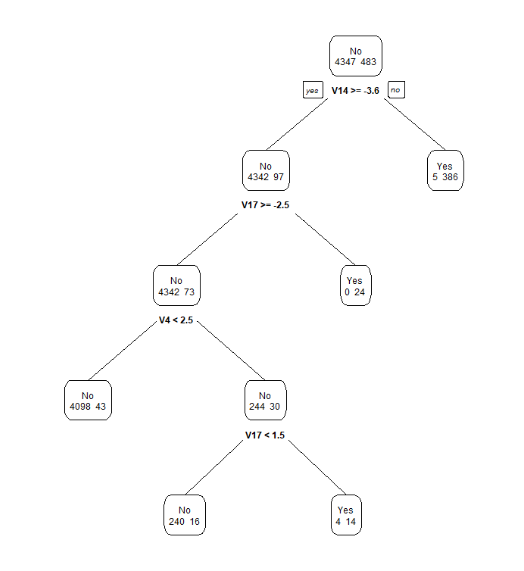 No
4347 483
yes V14 >= -3.6 no
No
4342 97
Yes
5 386
V17 >= -2.5
No
4342 73
Yes
0 24
V4 < 2.5
No
4098 43
No
244 30
V17 < 1.5
No
240 16
Yes
4 14